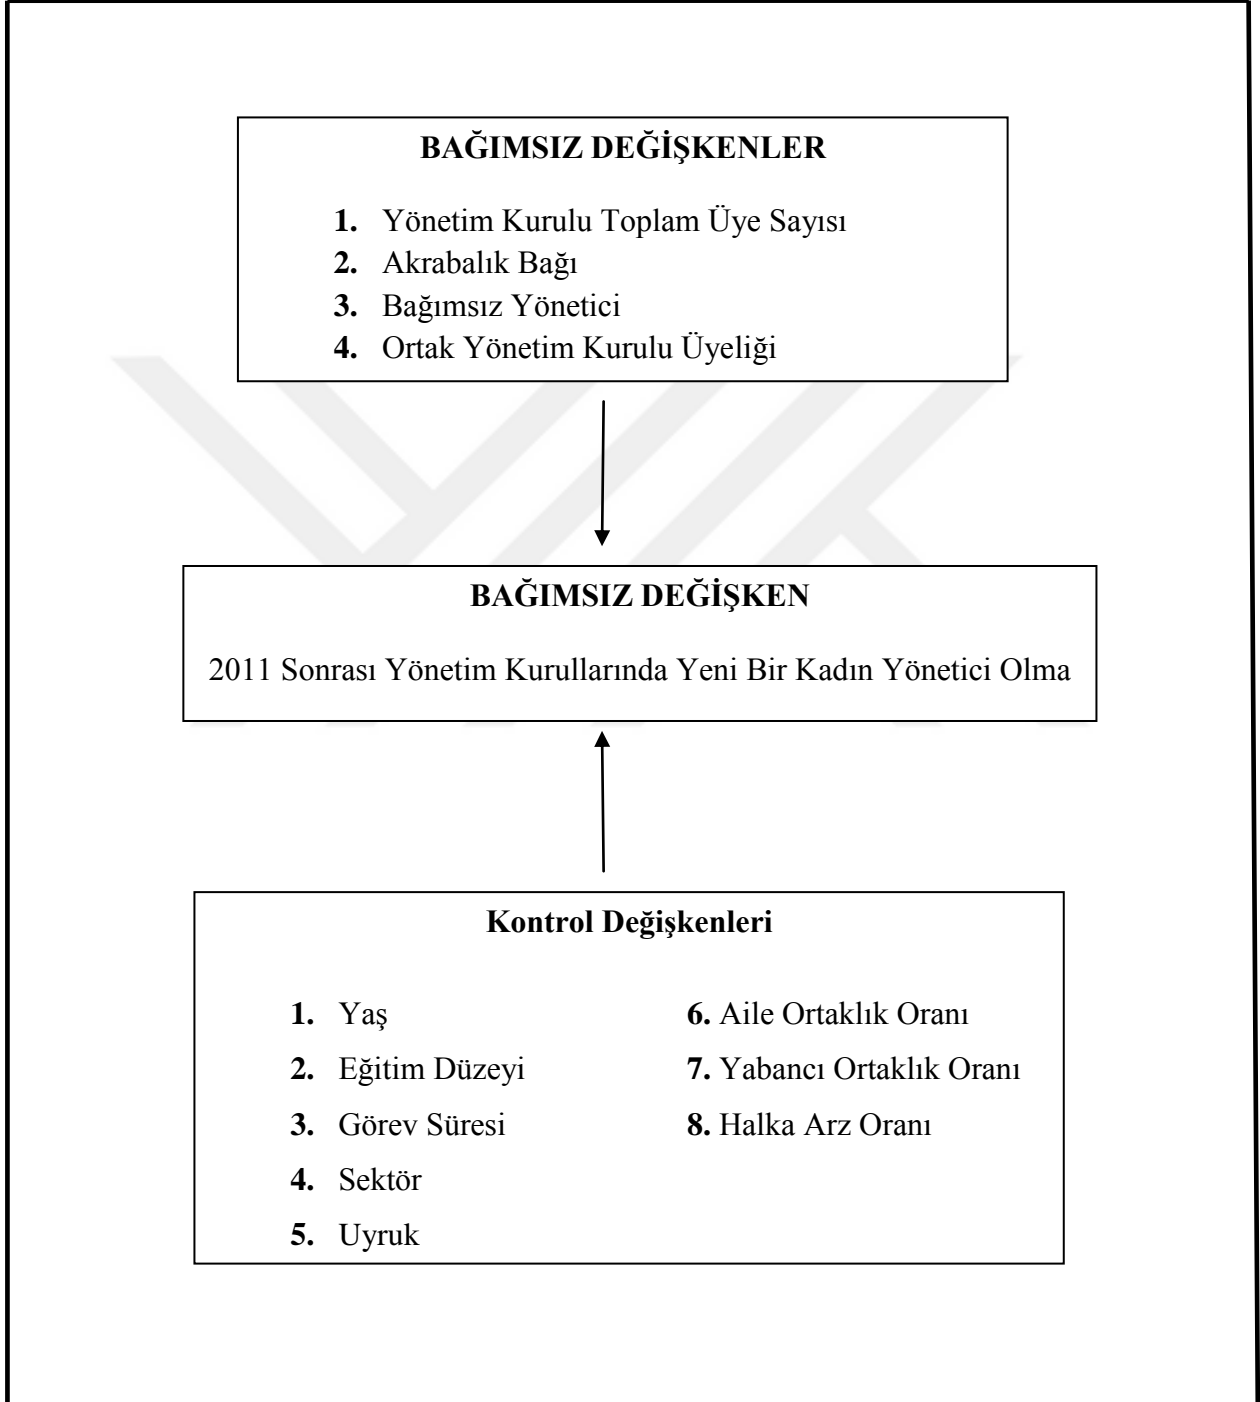 BAĞIMSIZ DEĞİŞKENLER
1. Yönetim Kurulu Toplam Üye Sayısı
2. Akrabalık Bağı
3. Bağımsız Yönetici
4. Ortak Yönetim Kurulu Üyeliği
BAĞIMSIZ DEĞİŞKEN
2011 Sonrası Yönetim Kurullarında Yeni Bir Kadın Yönetici Olma
Kontrol Değişkenleri
1. Yaş
2. Eğitim Düzeyi
3. Görev Süresi
4. Sektör
5. Uyruk
6. Aile Ortaklık Oranı
7. Yabancı Ortaklık Oranı
8. Halka Arz Oranı